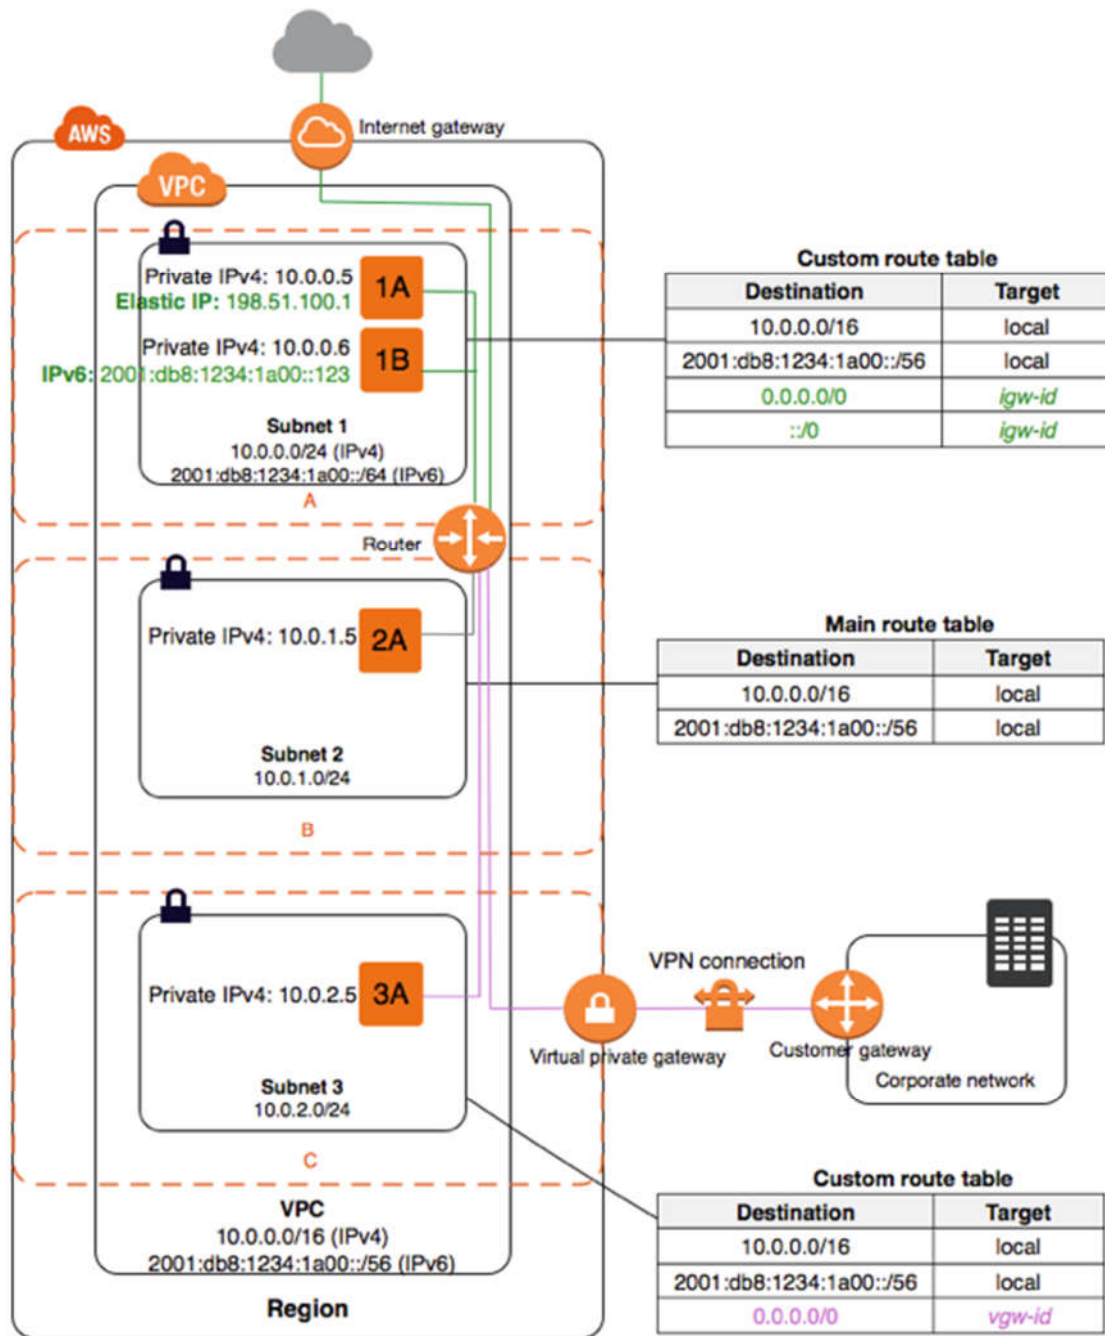 Internet gateway
AWS
VPC
Private IPv4: 10.0.0.5
Elastic IP: 198.51.100.1
1A
Private IPv4: 10.0.0.6
IPv6: 2001:db8:1234:1a00::123
1B
Subnet 1
10.0.0.0/24 (IPv4)
2001:db8:1234:1a00::/64 (IPv6)
A
Custom route table
Destination Target
10.0.0.0/16 local
2001:db8:1234:1a00::/56 local
0.0.0.0/0 igw-id
::/0 igw-id
Router
Private IPv4: 10.0.1.5
2A
Subnet 2
10.0.1.0/24
B
Main route table
Destination Target
10.0.0.0/16 local
2001:db8:1234:1a00::/56 local
Private IPv4: 10.0.2.5
3A
Subnet 3
10.0.2.0/24
C
VPN connection
Virtual private gateway
Customer gateway
Corporate network
VPC
10.0.0.0/16 (IPv4)
2001:db8:1234:1a00::/56 (IPv6)
Region
Custom route table
Destination Target
10.0.0.0/16 local
2001:db8:1234:1a00::/56 local
0.0.0.0/0 vgw-id